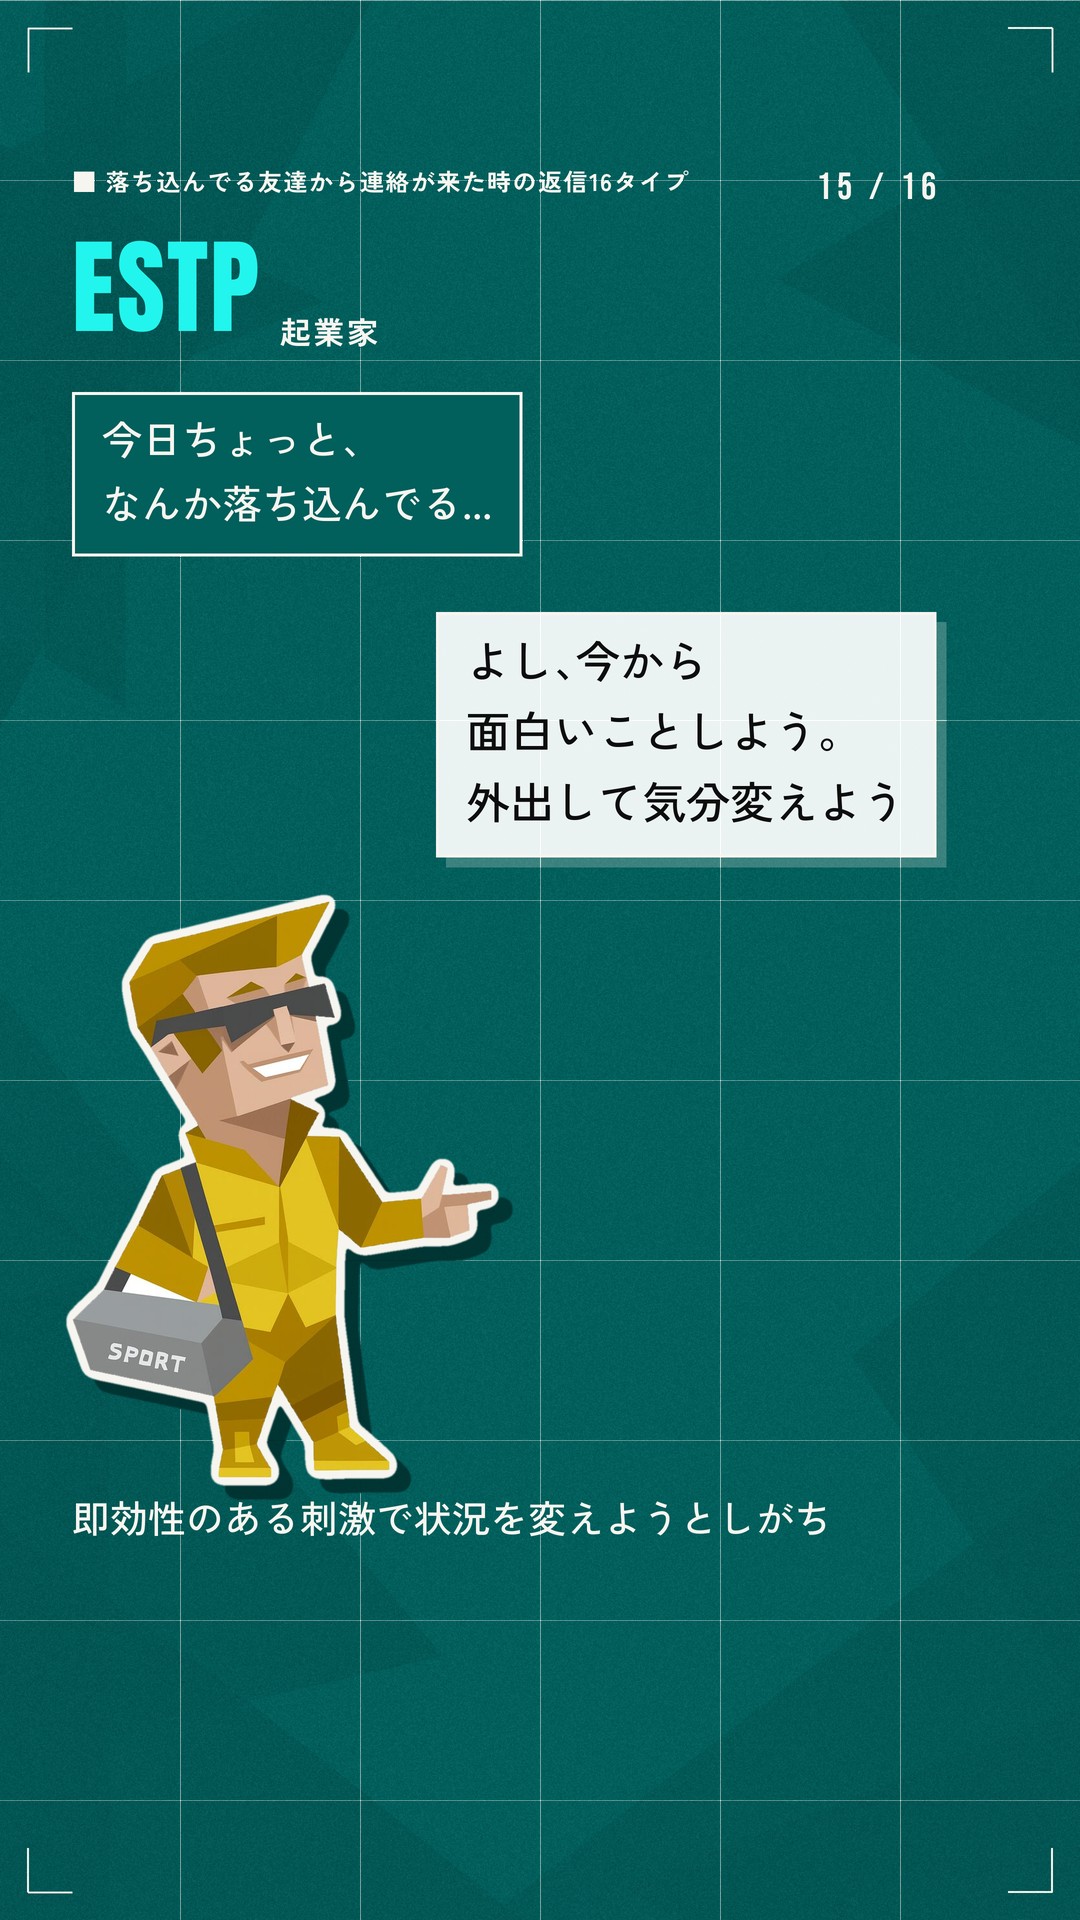 ■ 落ち込んでる友達から連絡が来た時の返信16タイプ
15 / 16
ESTP
起業家
今日ちょっと、
なんか落ち込んでる...
よし、今から
面白いことしよう。
外出して気分変えよう
SPORT
即効性のある刺激で状況を変えようとしがち